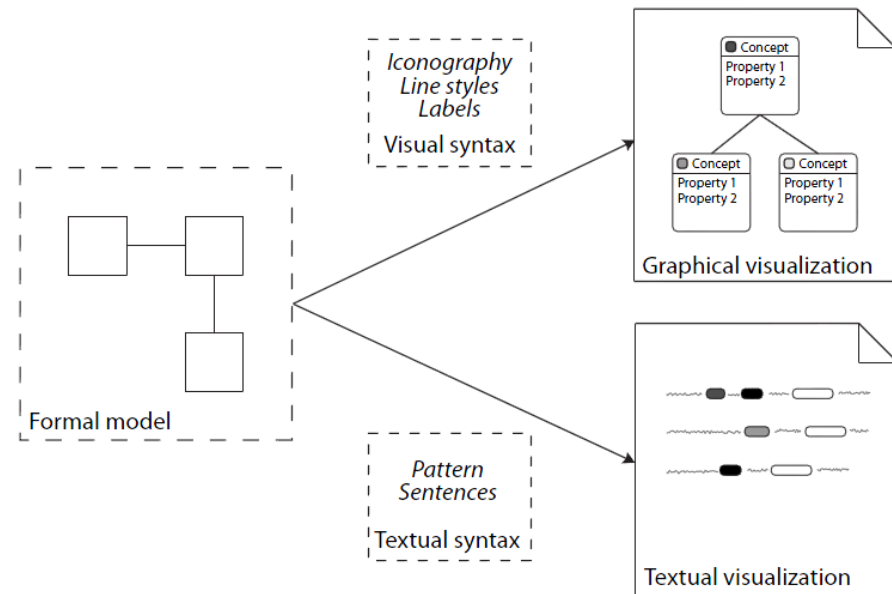 Iconography
Line styles
Labels
Visual syntax
Concept
Property 1
Property 2
Concept
Property 1
Property 2
Concept
Property 1
Property 2
Graphical visualization
Formal model
Pattern
Sentences
Textual syntax
Textual visualization